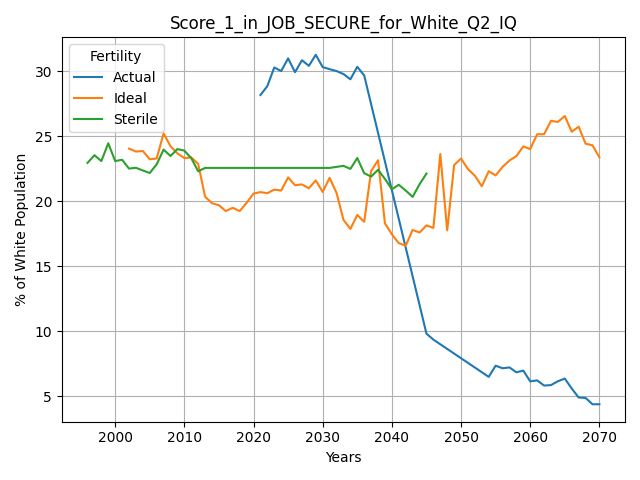 Score_1_in_JOB_SECURE_for_White_Q2_IQ
Fertility
Actual
Ideal
Sterile
% of White Population
30
25
20
15
10
5
2000 2010 2020 2030 2040 2050 2060 2070
Years